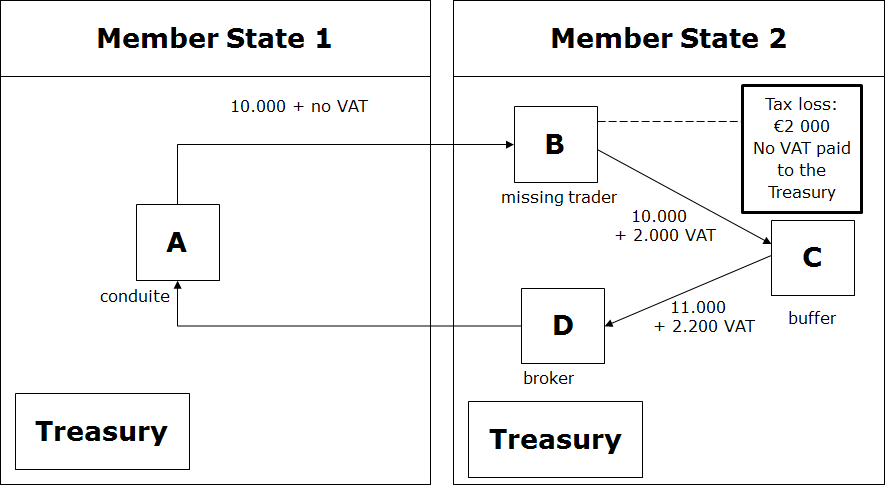 Member State 1
Member State 2
10.000 + no VAT
Tax loss:
€2 000
No VAT paid
to the
Treasury
B
missing trader
10.000
+ 2.000 VAT
A
conduite
C
buffer
11.000
+ 2.200 VAT
D
broker
Treasury
Treasury